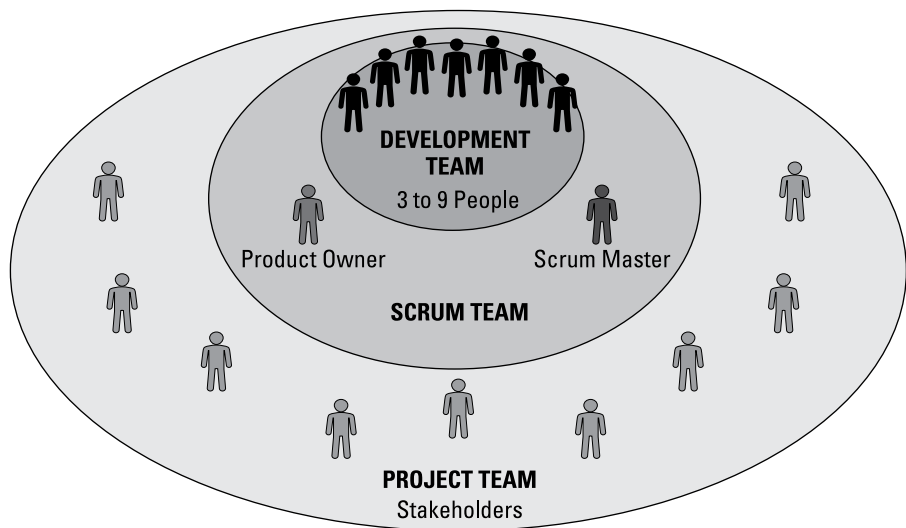 DEVELOPMENT
TEAM
3 to 9 People
Product Owner
Scrum Master
SCRUM TEAM
PROJECT TEAM
Stakeholders